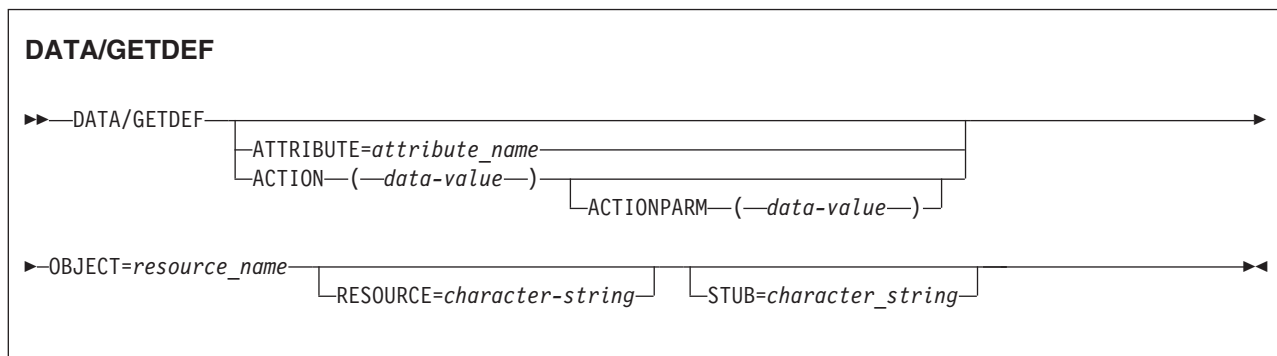 DATA/GETDEF
DATA/GETDEF
ATTRIBUTE=attribute_name
ACTION ( data-value )
ACTIONPARM ( data-value )
OBJECT=resource_name
RESOURCE=character-string
STUB=character_string